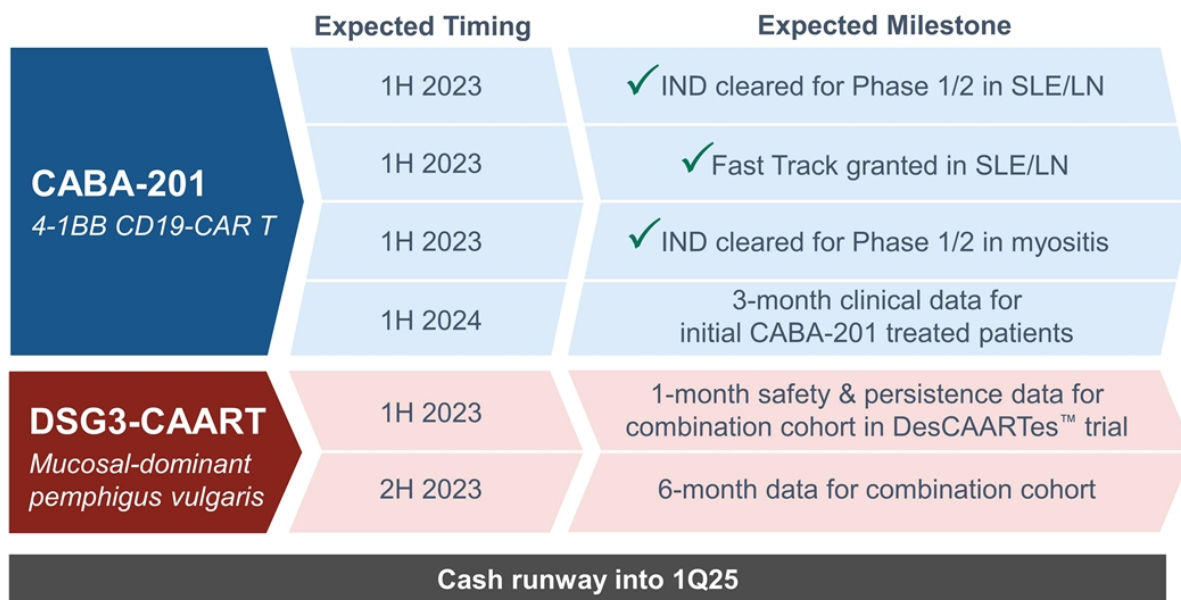 Expected Timing
Expected Milestone
CABA-201
4-1BB CD19-CAR T
1H 2023
✓ IND cleared for Phase 1/2 in SLE/LN
1H 2023
✓ Fast Track granted in SLE/LN
1H 2023
✓ IND cleared for Phase 1/2 in myositis
1H 2024
3-month clinical data for
initial CABA-201 treated patients
DSG3-CAART
Mucosal-dominant
pemphigus vulgaris
1H 2023
1-month safety & persistence data for
combination cohort in DesCAARTes™ trial
2H 2023
6-month data for combination cohort
Cash runway into 1Q25